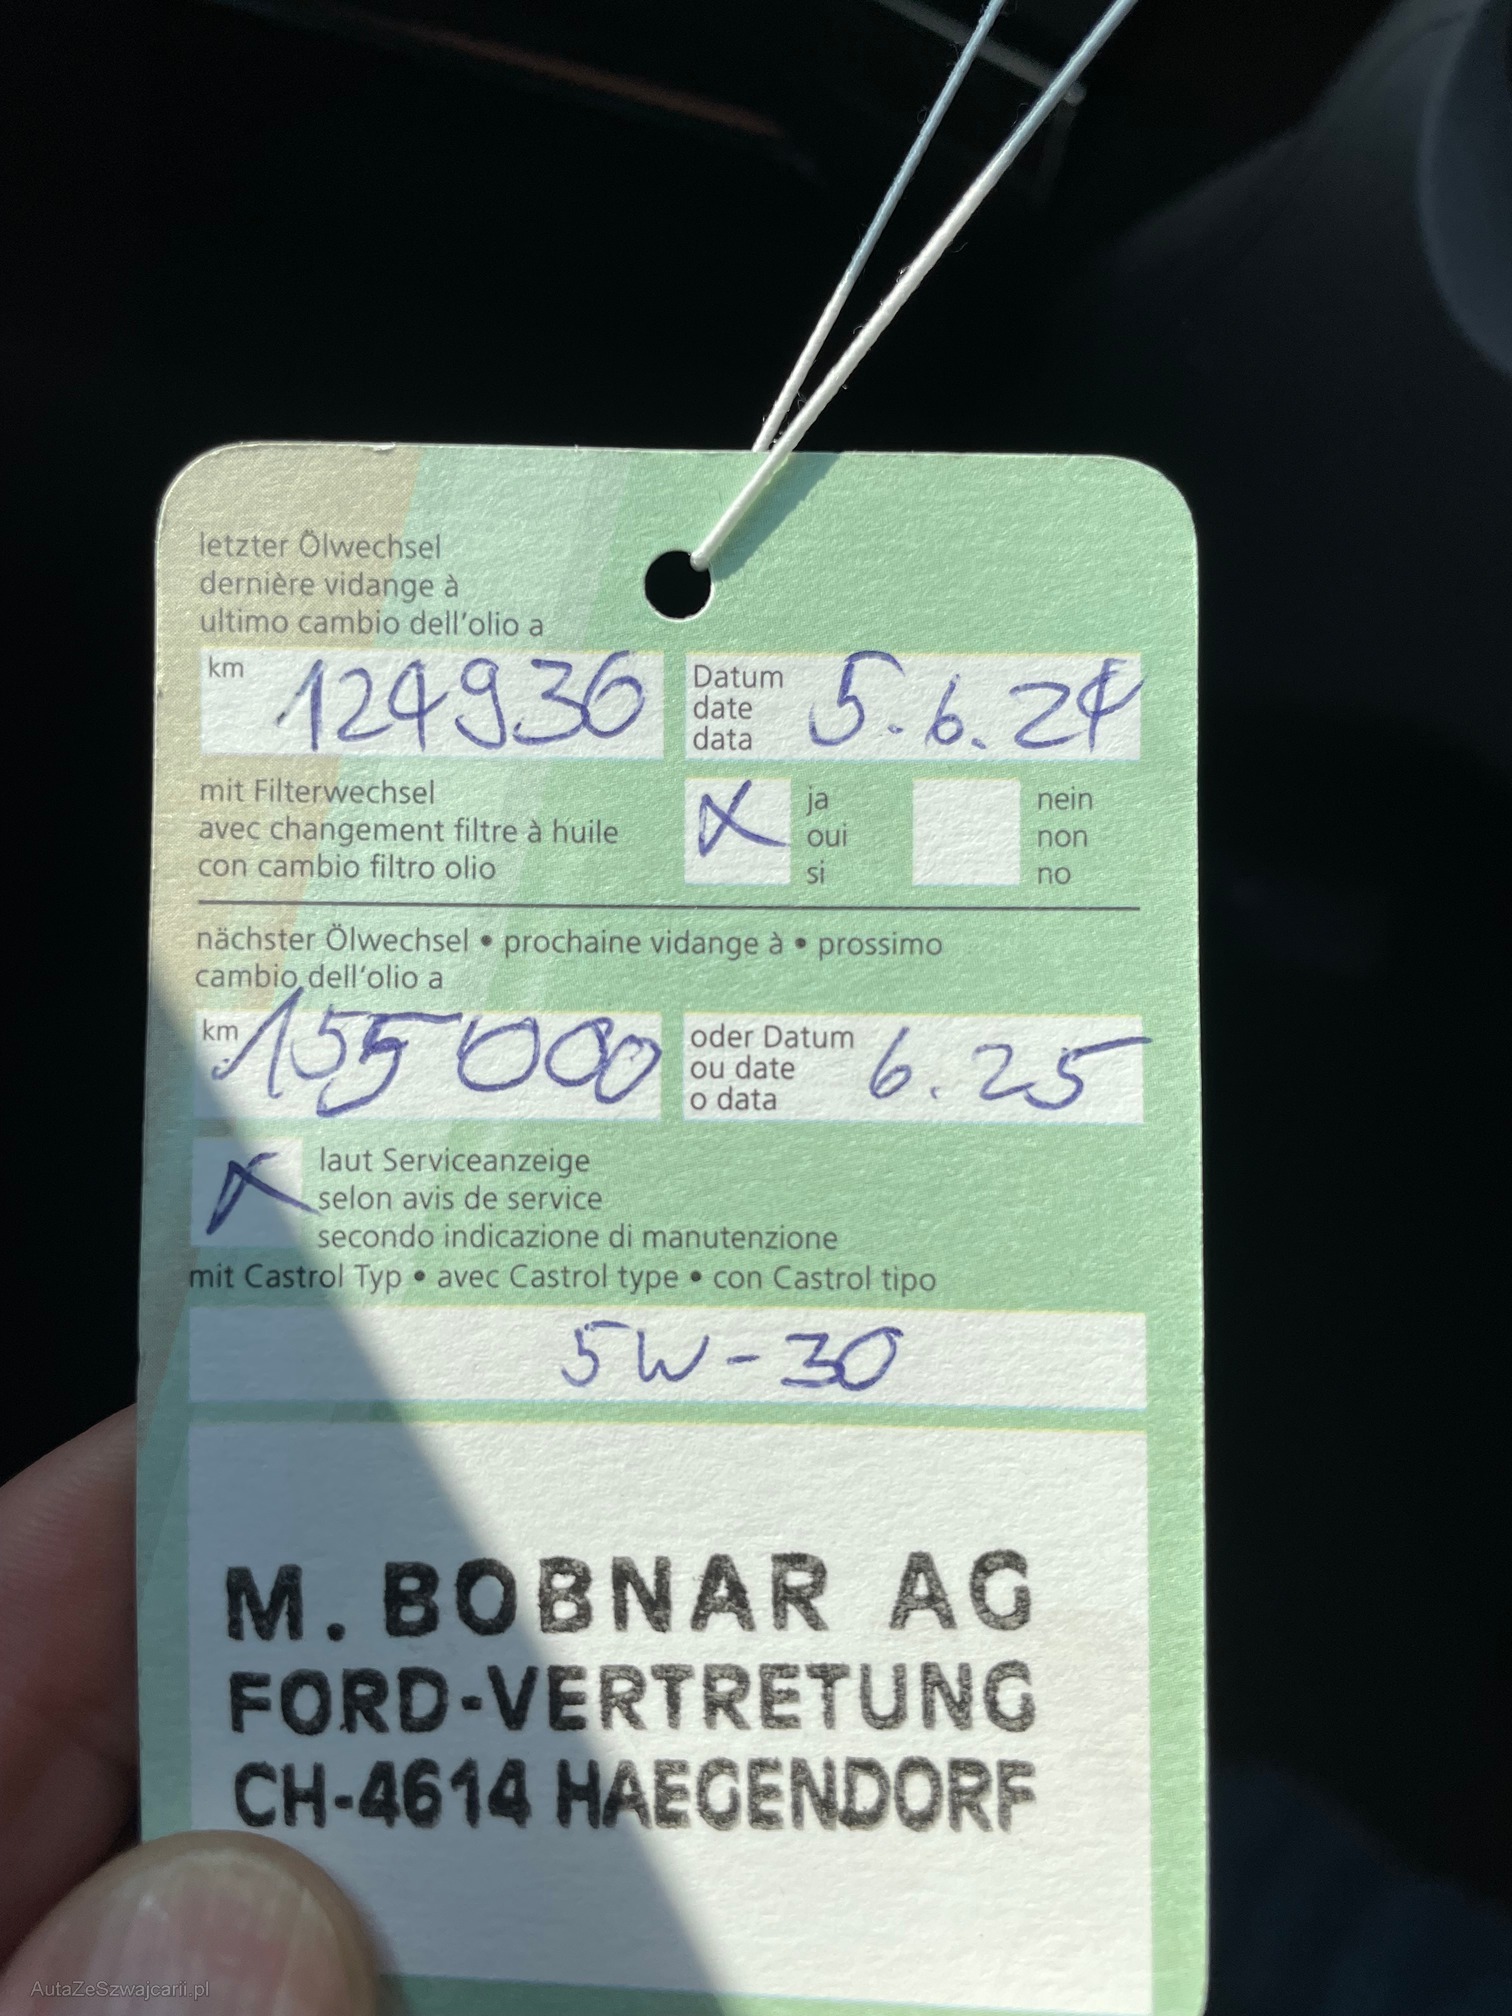 letzter Ölwechsel
dernière vidange à
ultimo cambio dell'olio a
km 124936
Datum
date
data
5.6.24
mit Filterwechsel
avec changement filtre à huile
con cambio filtro olio
X
ja
oui
si
nein
non
no
nächster Ölwechsel • prochaine vidange à • prossimo
cambio dell'olio a
km 155'000
oder Datum
ou date
o data
6.25
X
laut Serviceanzeige
selon avis de service
secondo indicazione di manutenzione
mit Castrol Typ • avec Castrol type • con Castrol tipo
5W-30
M. BOBNAR AG
FORD-VERTRETUNG
CH-4614 HAEGENDORF
AutaZeSzwajcarii.pl